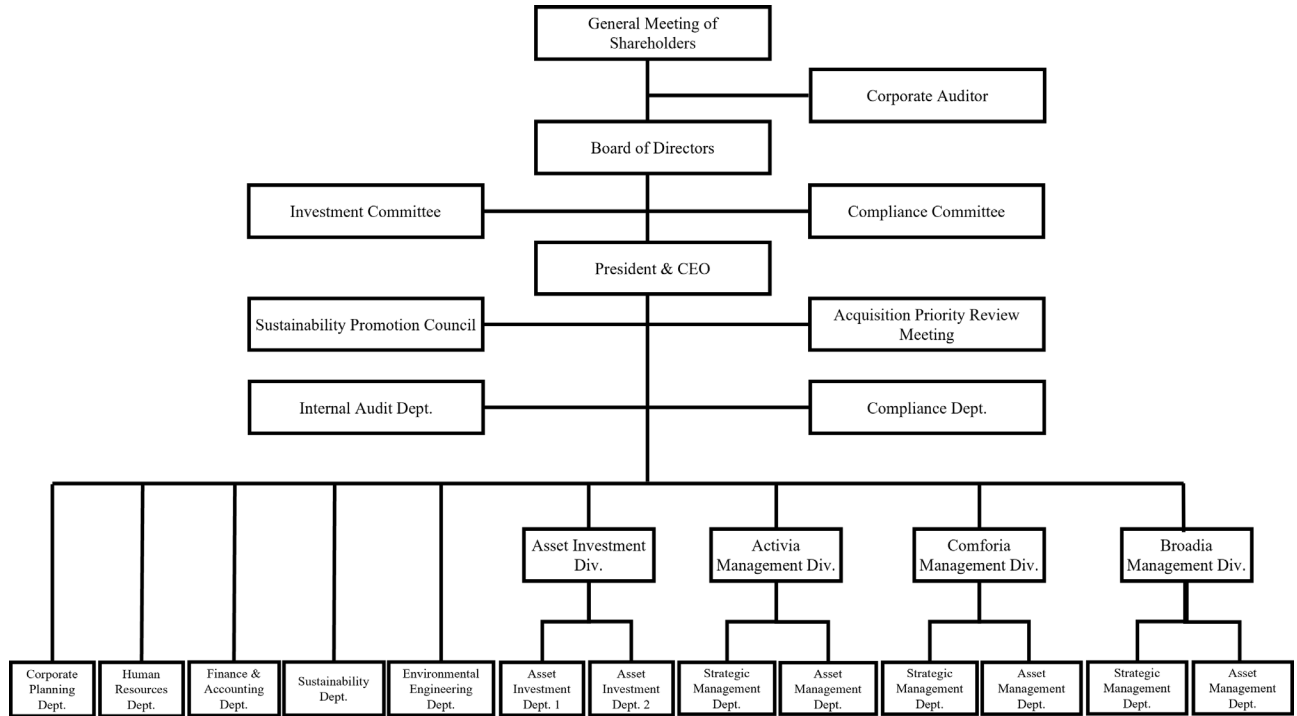 General Meeting of
Shareholders
Corporate Auditor
Board of Directors
Investment Committee
Compliance Committee
President & CEO
Sustainability Promotion Council
Acquisition Priority Review
Meeting
Internal Audit Dept.
Compliance Dept.
Asset Investment
Div.
Activia
Management Div.
Comforia
Management Div.
Broadia
Management Div.
Corporate
Planning
Dept.
Human
Resources
Dept.
Finance &
Accounting
Dept.
Sustainability
Dept.
Environmental
Engineering
Dept.
Asset
Investment
Dept. 1
Asset
Investment
Dept. 2
Strategic
Management
Dept.
Asset
Management
Dept.
Strategic
Management
Dept.
Asset
Management
Dept.
Strategic
Management
Dept.
Asset
Management
Dept.